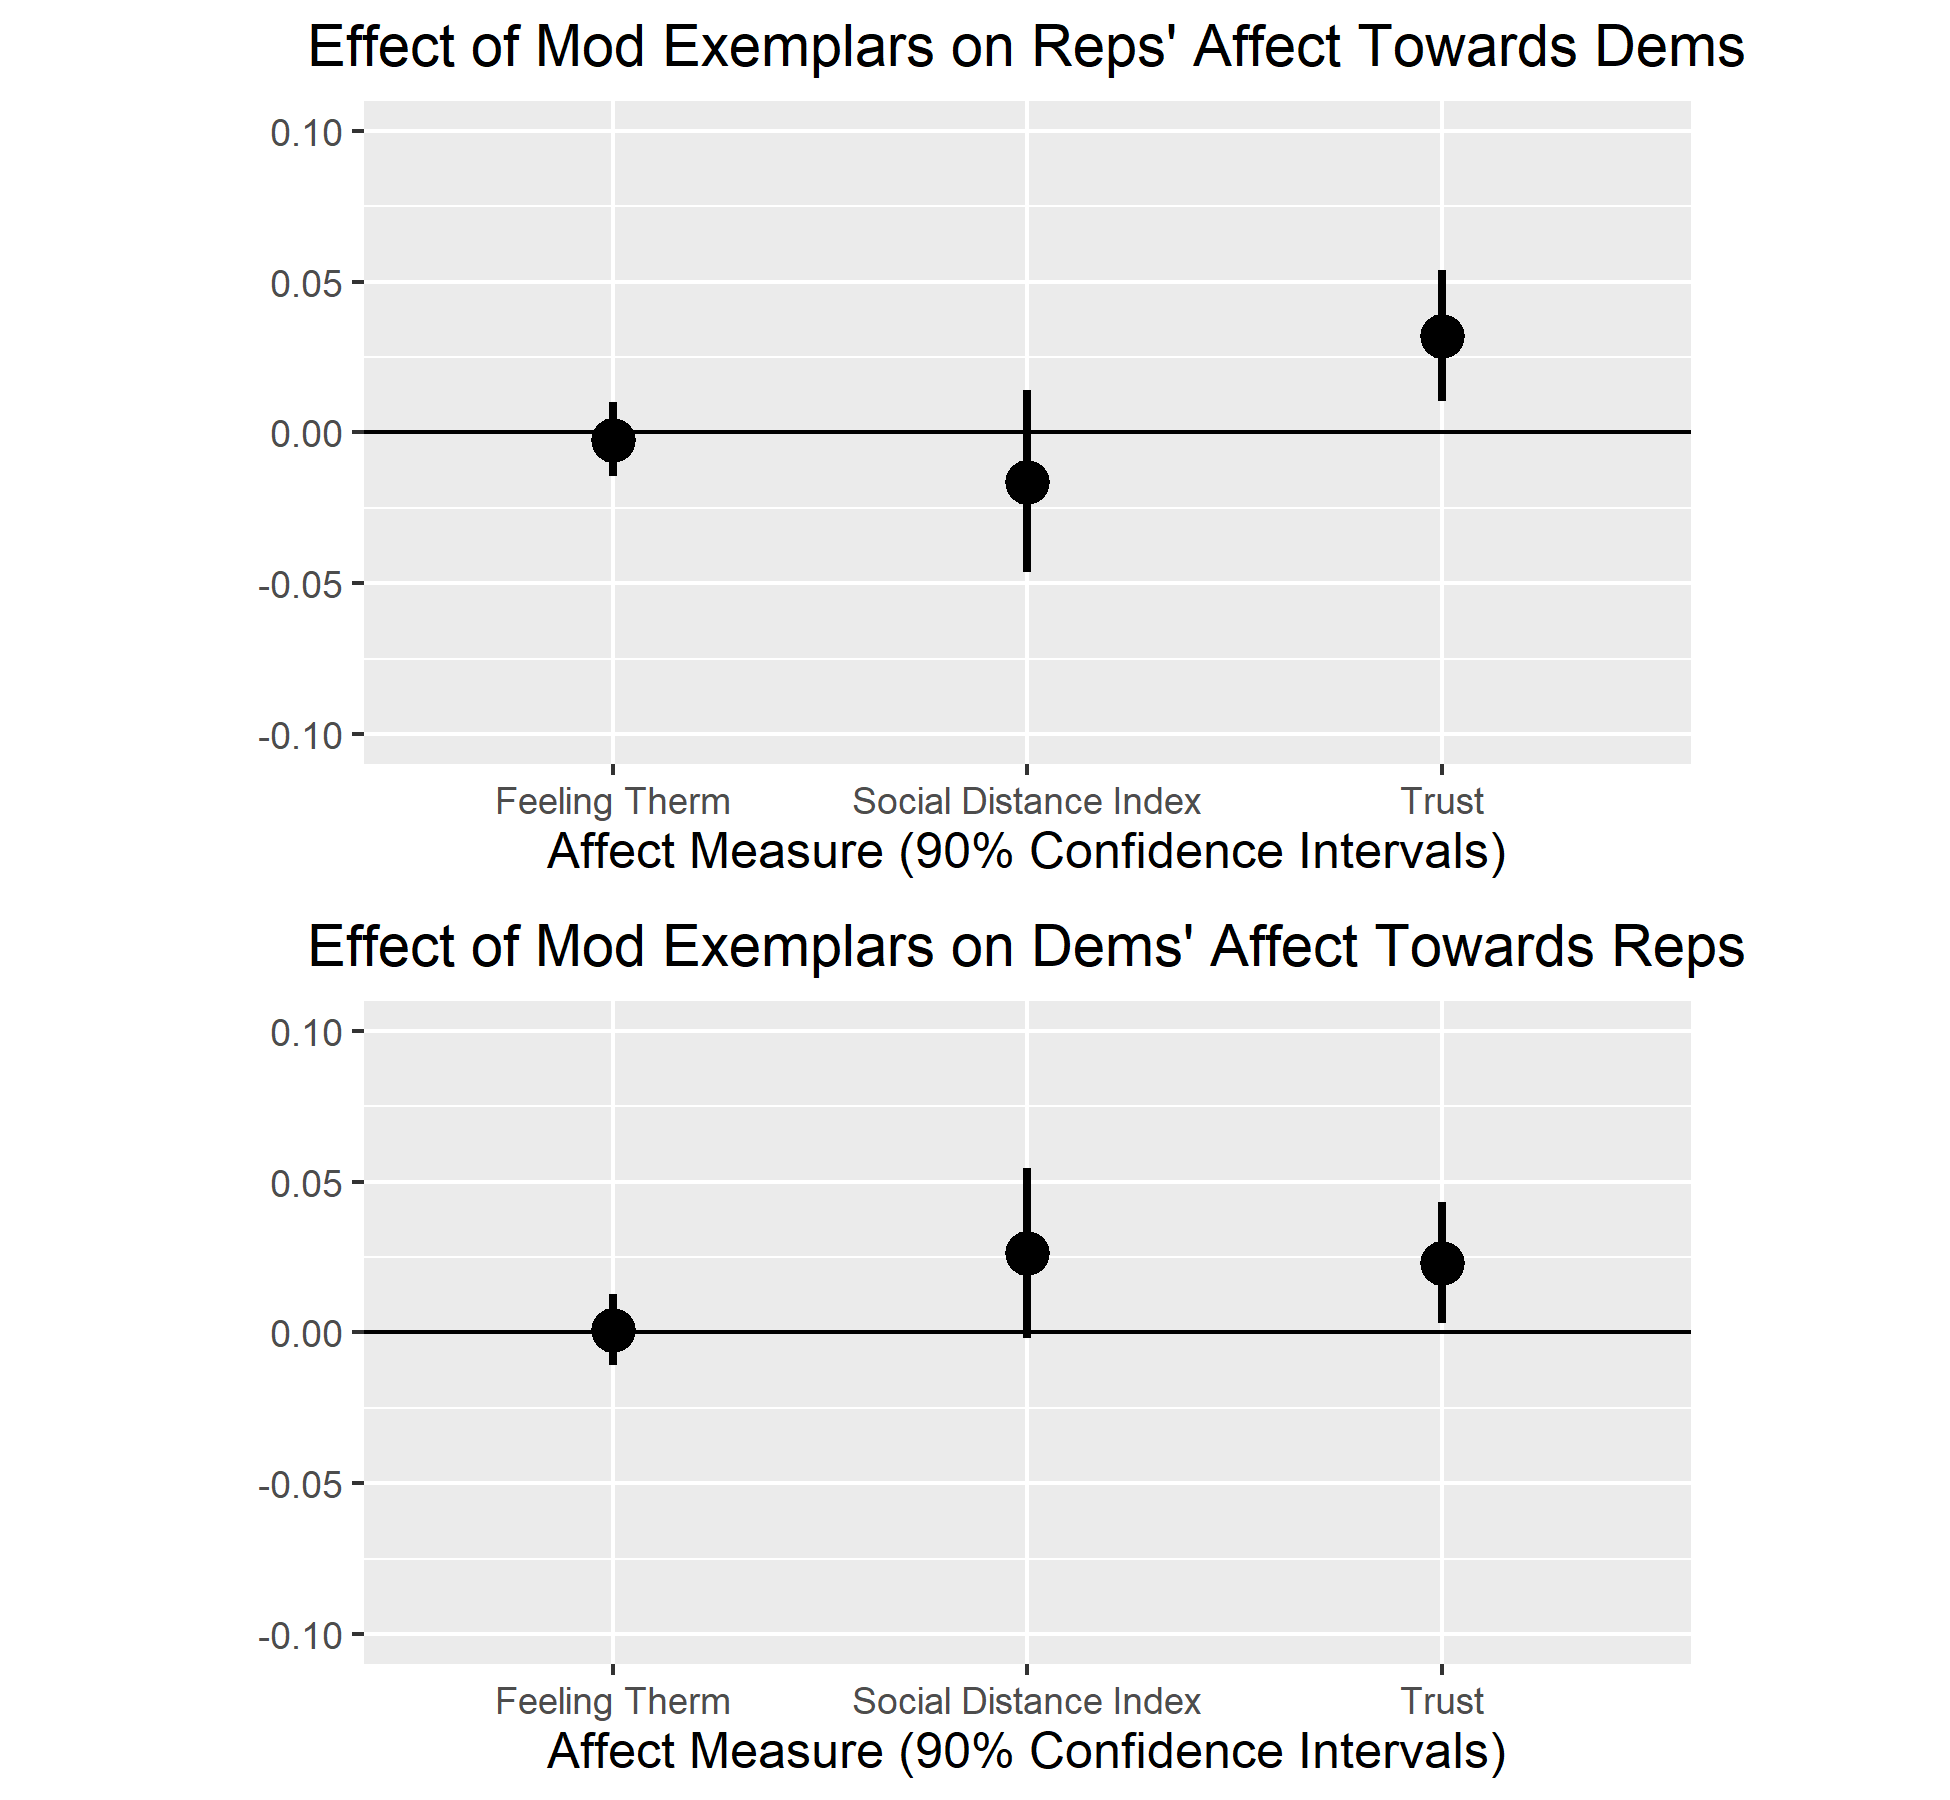 Effect of Mod Exemplars on Reps' Affect Towards Dems
0.10
0.05
0.00
-0.05
-0.10
Feeling Therm Social Distance Index Trust
Affect Measure (90% Confidence Intervals)
Effect of Mod Exemplars on Dems' Affect Towards Reps
0.10
0.05
0.00
-0.05
-0.10
Feeling Therm Social Distance Index Trust
Affect Measure (90% Confidence Intervals)